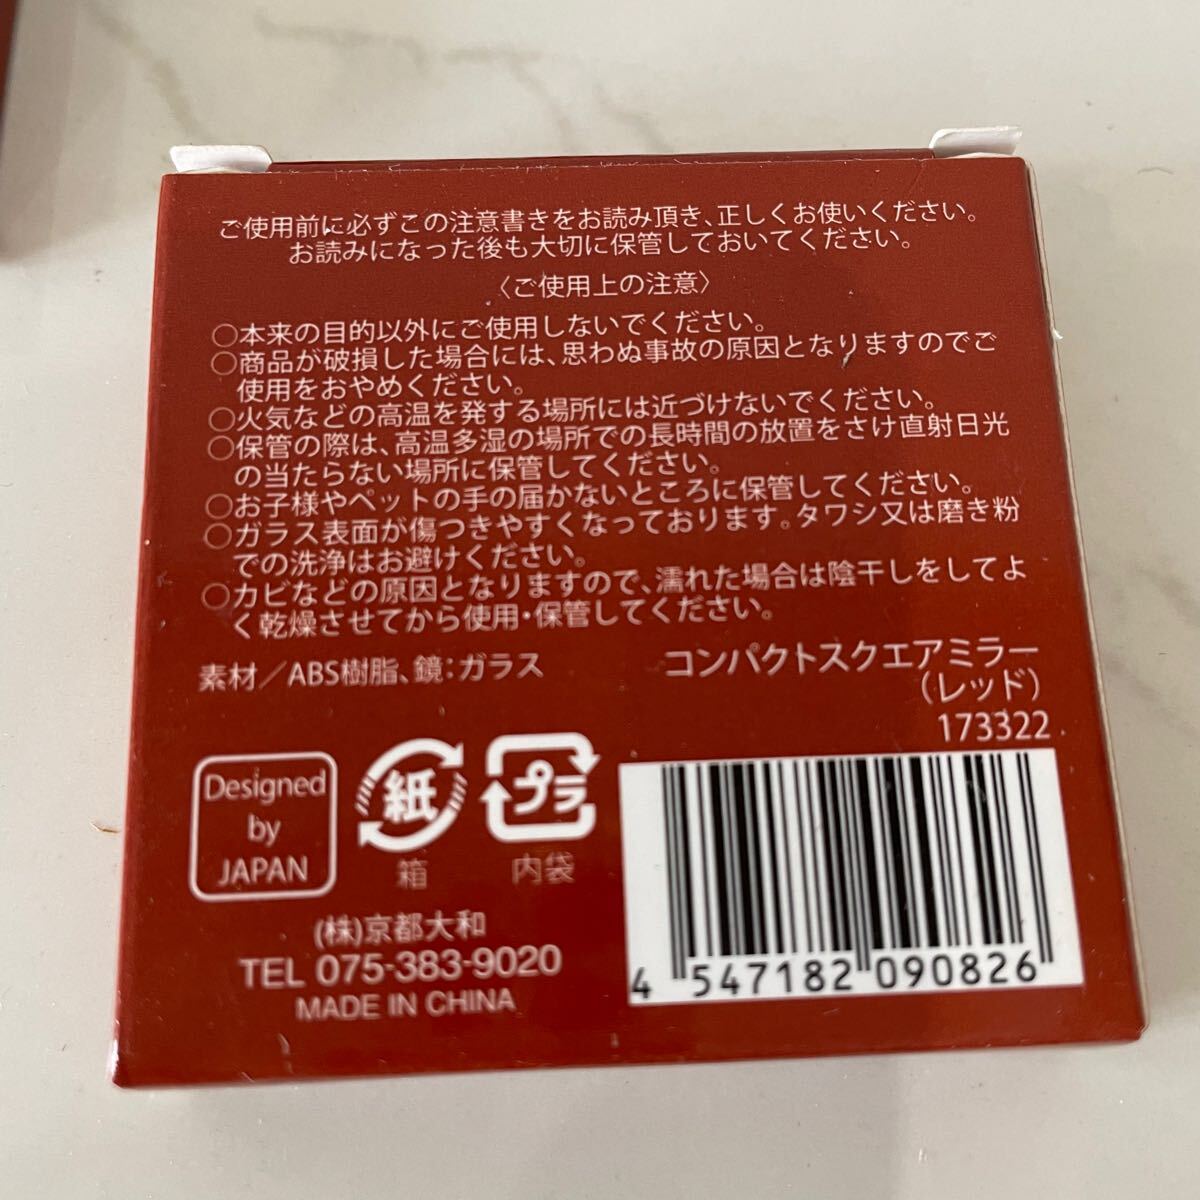 ご使用前に必ずこの注意書きをお読み頂き、正しくお使いください。
お読みになった後も大切に保管しておいてください。
〈ご使用上の注意〉
○本来の目的以外にご使用しないでください。
○商品が破損した場合には、思わぬ事故の原因となりますのでご
使用をおやめください。
○火気などの高温を発する場所には近づけないでください。
○保管の際は、高温多湿の場所での長時間の放置をさけ直射日光
の当たらない場所に保管してください。
○お子様やペットの手の届かないところに保管してください。
○ガラス表面が傷つきやすくなっております。タワシ又は磨き粉
での洗浄はお避けください。
○カビなどの原因となりますので、濡れた場合は陰干しをしてよ
く乾燥させてから使用・保管してください。
素材/ABS樹脂、鏡:ガラス
コンパクトスクエアミラー
(レッド)
173322
Designed
by
JAPAN
紙
箱
プラ
内袋
(株)京都大和
TEL 075-383-9020
MADE IN CHINA
4 547182 090826